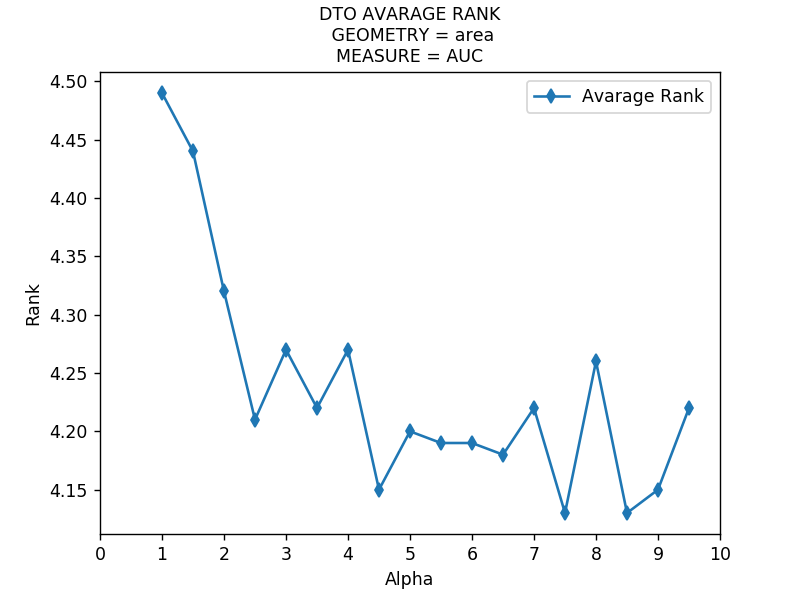 DTO AVARAGE RANK
GEOMETRY = area
MEASURE = AUC
Avarage Rank
4.50
4.45
4.40
4.35
4.30
4.25
4.20
4.15
Rank
0 1 2 3 4 5 6 7 8 9 10
Alpha